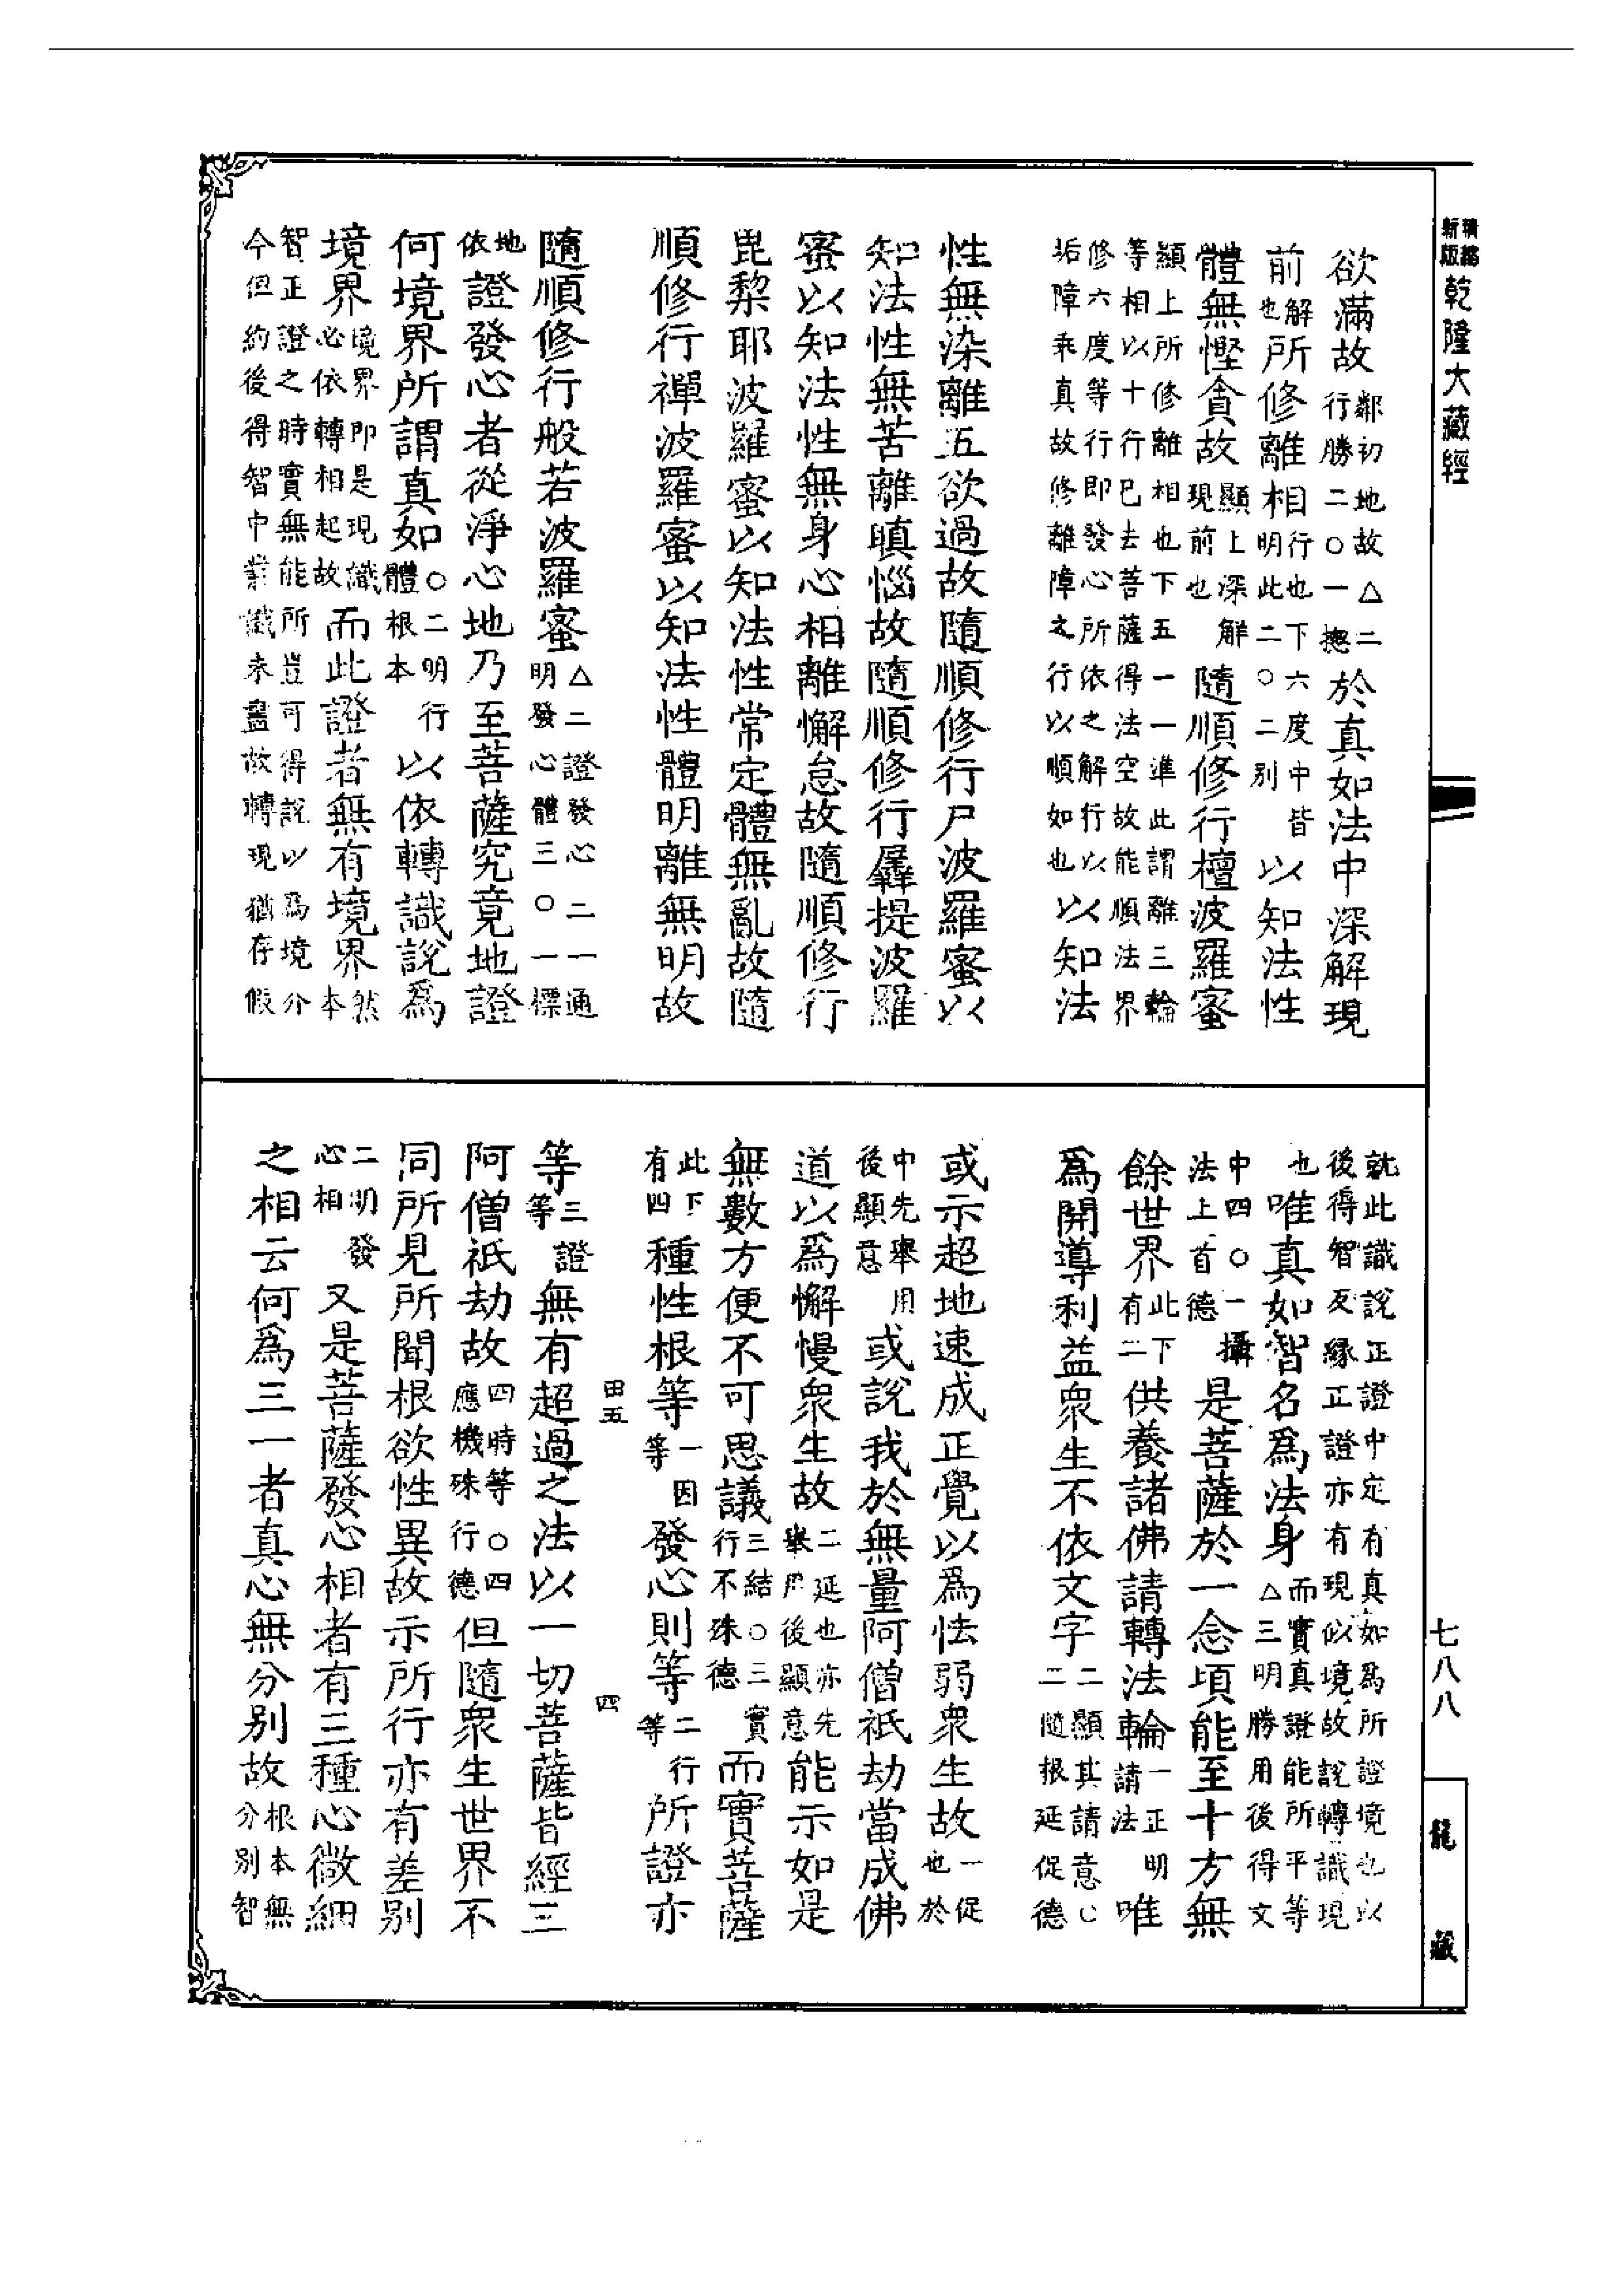 新版精縮乾隆大藏經
欲滿故鄰初地故△二行勝二○一總於真如法中深解現
前解也所修離相行也下六度中皆明此二○二別以知法性
體無慳貪故顯上深解現前也隨順修行檀波羅蜜
顯上所修離相也下五一一準此謂離三輪等相以十行已去菩薩得法空故能順法界
修六度等行即發心所依之解行以垢障乖真故修離障之行以順如也以知法
性無染離五欲過故隨順修行尸波羅蜜以
知法性無苦離瞋惱故隨順修行羼提波羅
蜜以知法性無身心相離懈怠故隨順修行
毘黎耶波羅蜜以知法性常定體無亂故隨
順修行禪波羅蜜以知法性體明離無明故
隨順修行般若波羅蜜△二證發心二一通明發心體三○一標
地依證發心者從淨心地乃至菩薩究竟地證
何境界所謂真如○二明行體根本以依轉識說為
境界境界即是現識必依轉相起故而此證者無有境界然本
智正證之時實無能所豈可得說以為境今但約後得智中業識未盡故轉現猶存假
就此識說正證中定有真如為所證境也以後得智反緣正證亦有現似境故說轉識現
也唯真如智名為法身而實真證能所平等△三明勝用後得文
中四○一攝法上首德是菩薩於一念頃能至十方無
餘世界此下有二供養諸佛請轉法輪一正明請法唯
為開導利益眾生不依文字二顯其請意○二隨根延促德
或示超地速成正覺以為怯弱眾生故一促也於
中先舉用後顯意或說我於無量阿僧祇劫當成佛
道以為懈慢眾生故二延也亦先舉用後顯意能示如是
無數方便不可思議三結○三實行不殊德而實菩薩
此下有四種性根等一因等發心則等二行等所證亦
田五
四
等三證等無有超過之法以一切菩薩皆經三
阿僧祇劫故四時等○四應機殊行德但隨眾生世界不
同所見所聞根欲性異故示所行亦有差別
二明發心相又是菩薩發心相者有三種心微細
之相云何為三一者真心無分別故根本無分別智
七八八
龍藏